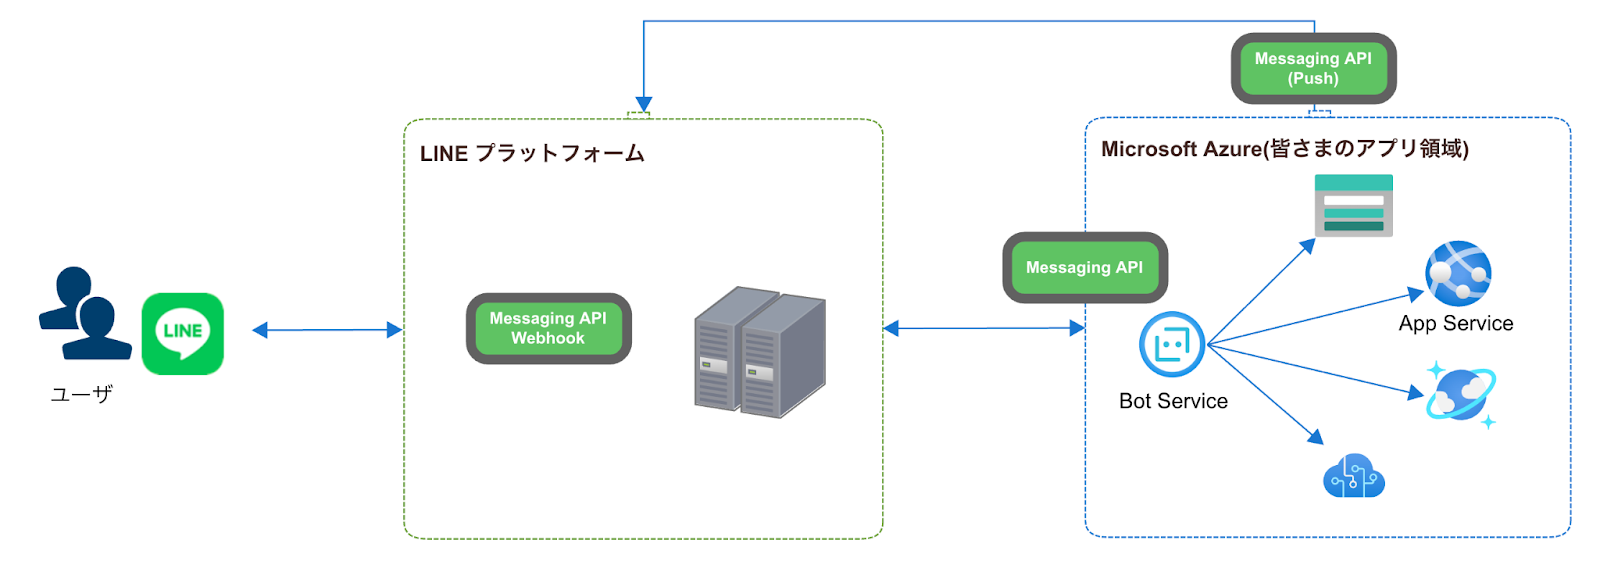 Messaging API
(Push)
LINE プラットフォーム
Microsoft Azure(皆さまのアプリ領域)
Messaging API
Messaging API
Webhook
LINE
App Service
ユーザ
Bot Service